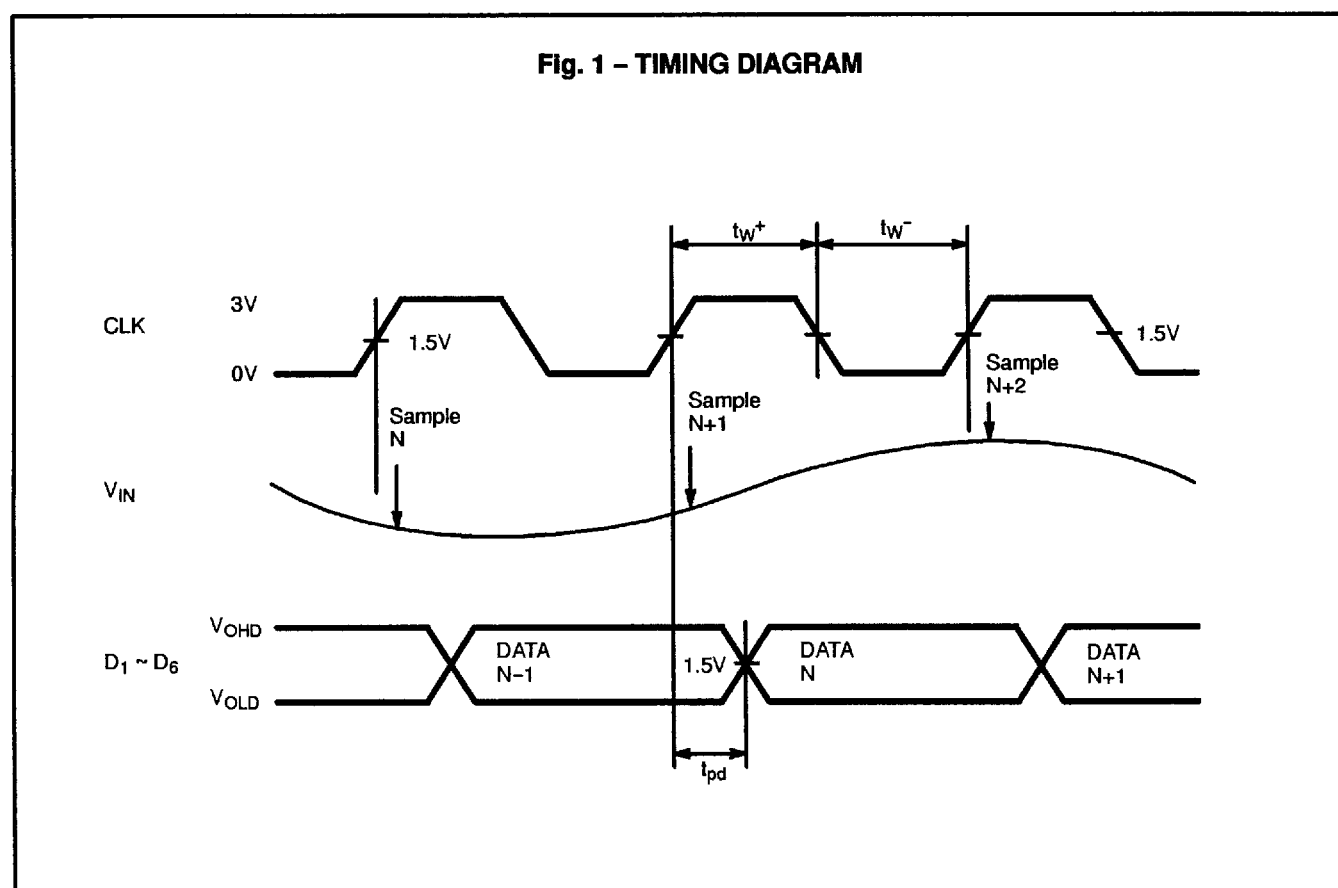 Fig. 1 – TIMING DIAGRAM
tW+
tW−
CLK
3V
1.5V
0V
1.5V
Sample
N
Sample
N+1
Sample
N+2
VIN
D1 ~ D6
VOHD
VOLD
DATA
N−1
1.5V
DATA
N
DATA
N+1
tpd